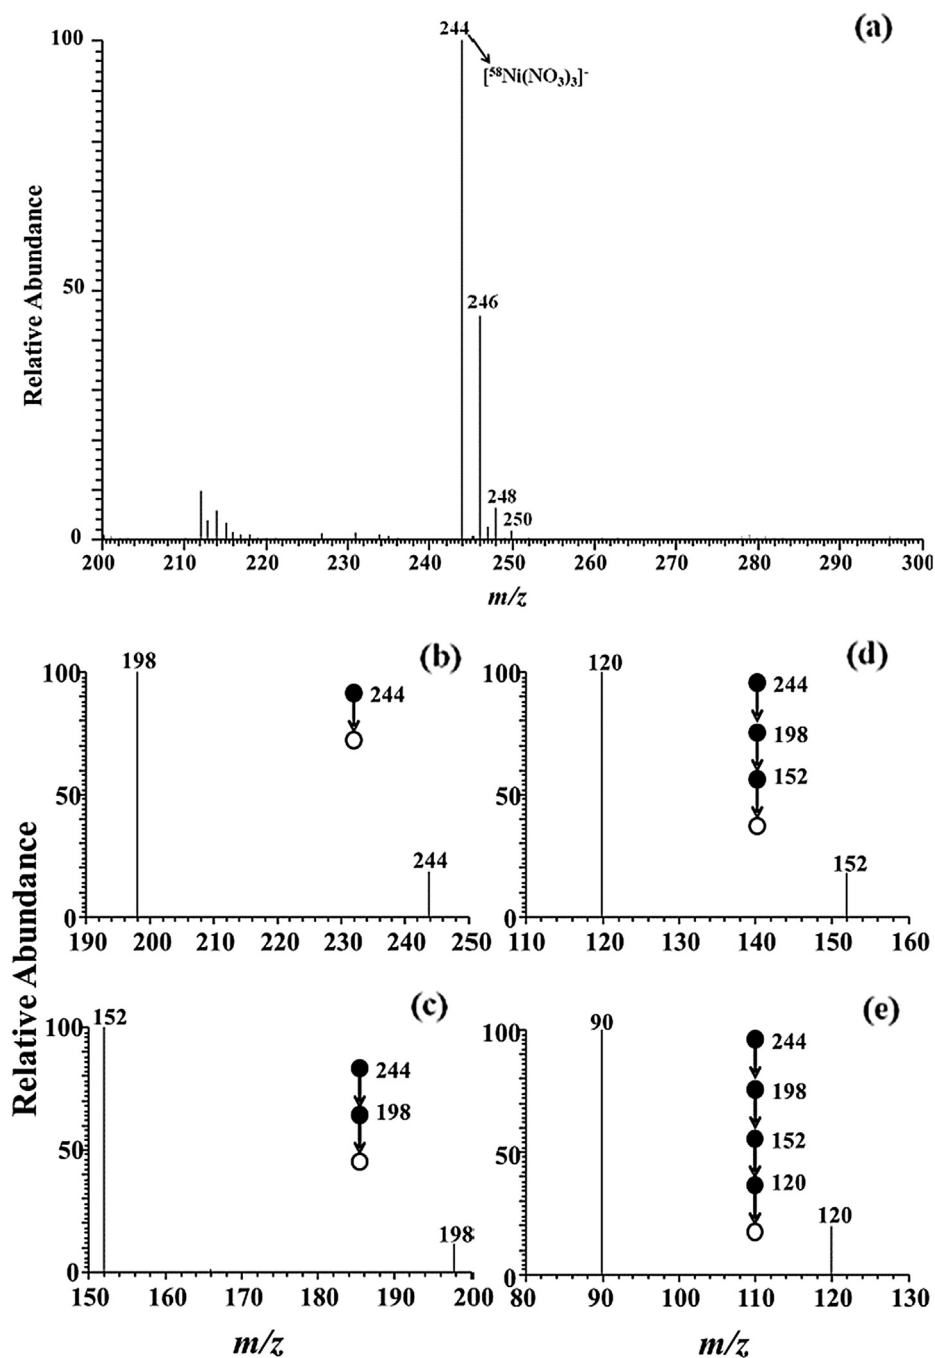 (a)
244
[⁵⁸Ni(NO₃)₃]⁻
100
Relative Abundance
50
246
248
250
0
200 210 220 230 240 250 260 270 280 290 300
m/z
(b)
198
100
244
50
244
0
190 200 210 220 230 240 250
(d)
120
100
244
198
152
50
152
0
110 120 130 140 150 160
Relative Abundance
(c)
152
100
244
198
50
198
0
150 160 170 180 190 200
m/z
(e)
90
100
244
198
152
120
50
120
0
80 90 100 110 120 130
m/z